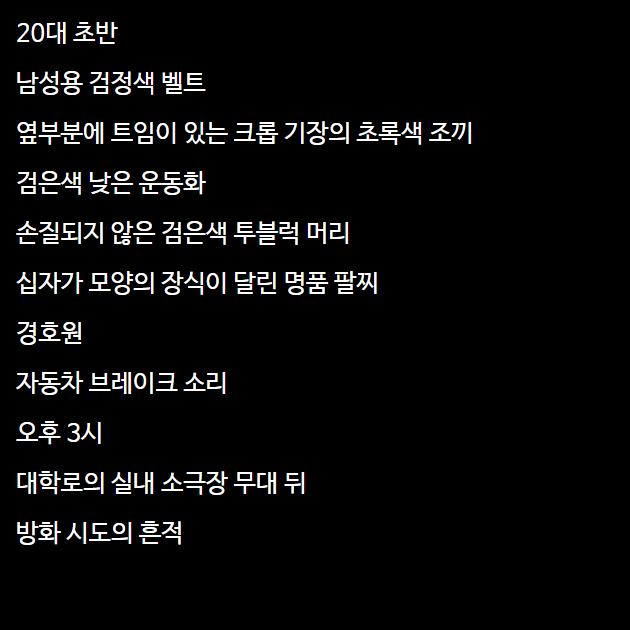 20대 초반
남성용 검정색 벨트
옆부분에 트임이 있는 크롭 기장의 초록색 조끼
검은색 낮은 운동화
손질되지 않은 검은색 투블럭 머리
십자가 모양의 장식이 달린 명품 팔찌
경호원
자동차 브레이크 소리
오후 3시
대학로의 실내 소극장 무대 뒤
방화 시도의 흔적